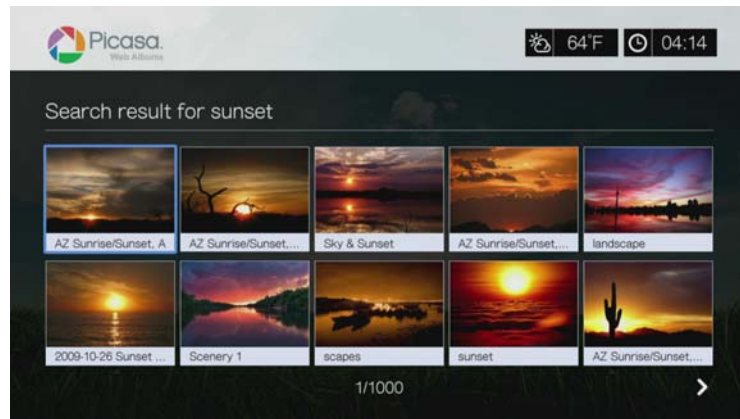 Picasa.
Web Albums
64°F 04:14
Search result for sunset
AZ Sunrise/Sunset, A
AZ Sunrise/Sunset,...
Sky & Sunset
AZ Sunrise/Sunset,...
landscape
2009-10-26 Sunset ...
Scenery 1
scapes
sunset
AZ Sunrise/Sunset,...
1/1000